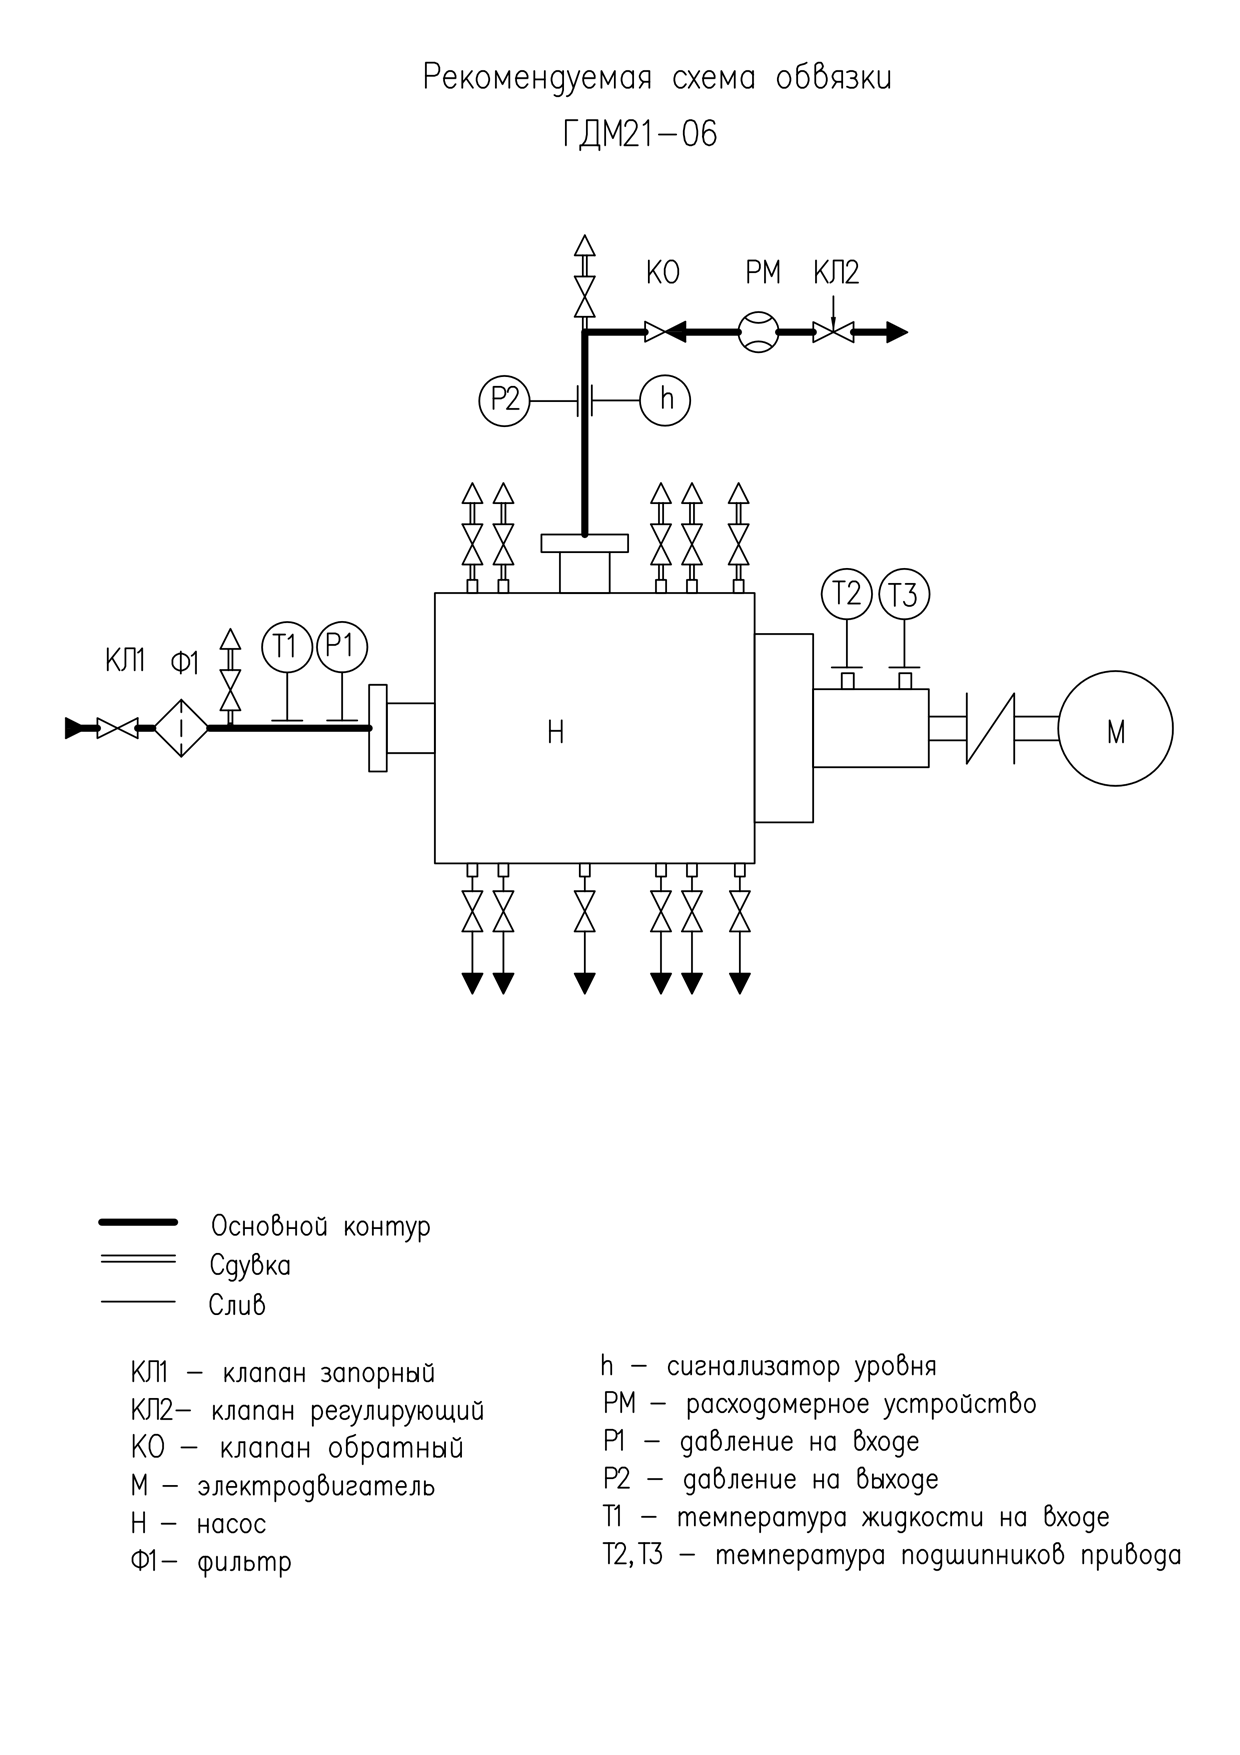 Рекомендуемая схема обвязки
ГДМ21-06
КО РМ КЛ2
Р2 h
Т2 Т3
КЛ1 Ф1 Т1 Р1
Н М
Основной контур
Сдувка
Слив
КЛ1 – клапан запорный
КЛ2– клапан регулирующий
КО – клапан обратный
М – электродвигатель
Н – насос
Ф1– фильтр
h – сигнализатор уровня
РМ – расходомерное устройство
Р1 – давление на входе
Р2 – давление на выходе
Т1 – температура жидкости на входе
Т2,Т3 – температура подшипников привода